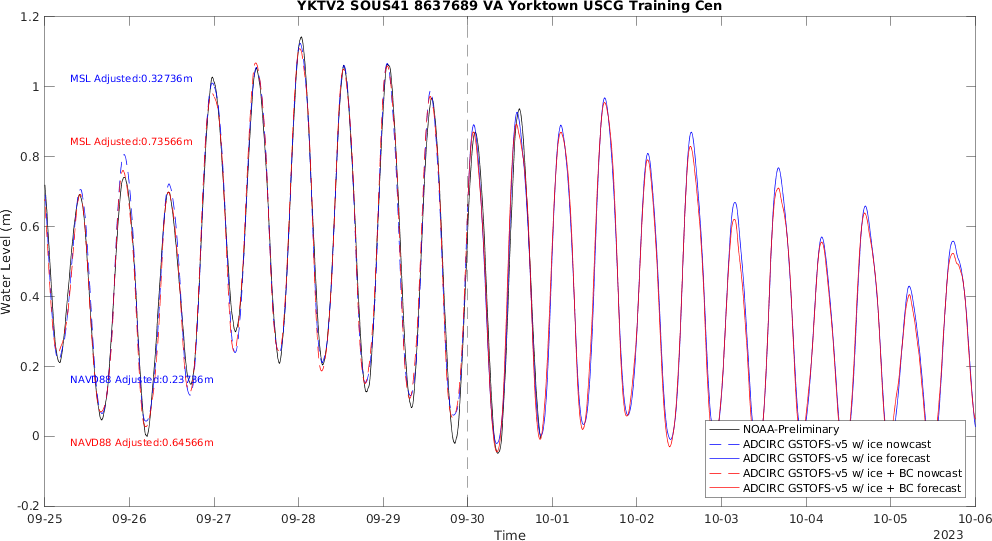 YKTV2 SOUS41 8637689 VA Yorktown USCG Training Cen
1.2
1
0.8
0.6
0.4
0.2
0
-0.2
Water Level (m)
MSL Adjusted:0.32736m
MSL Adjusted:0.73566m
NAVD88 Adjusted:0.23736m
NAVD88 Adjusted:0.64566m
NOAA-Preliminary
ADCIRC GSTOFS-v5 w/ ice nowcast
ADCIRC GSTOFS-v5 w/ ice forecast
ADCIRC GSTOFS-v5 w/ ice + BC nowcast
ADCIRC GSTOFS-v5 w/ ice + BC forecast
09-25 09-26 09-27 09-28 09-29 09-30 10-01 10-02 10-03 10-04 10-05 10-06
Time
2023